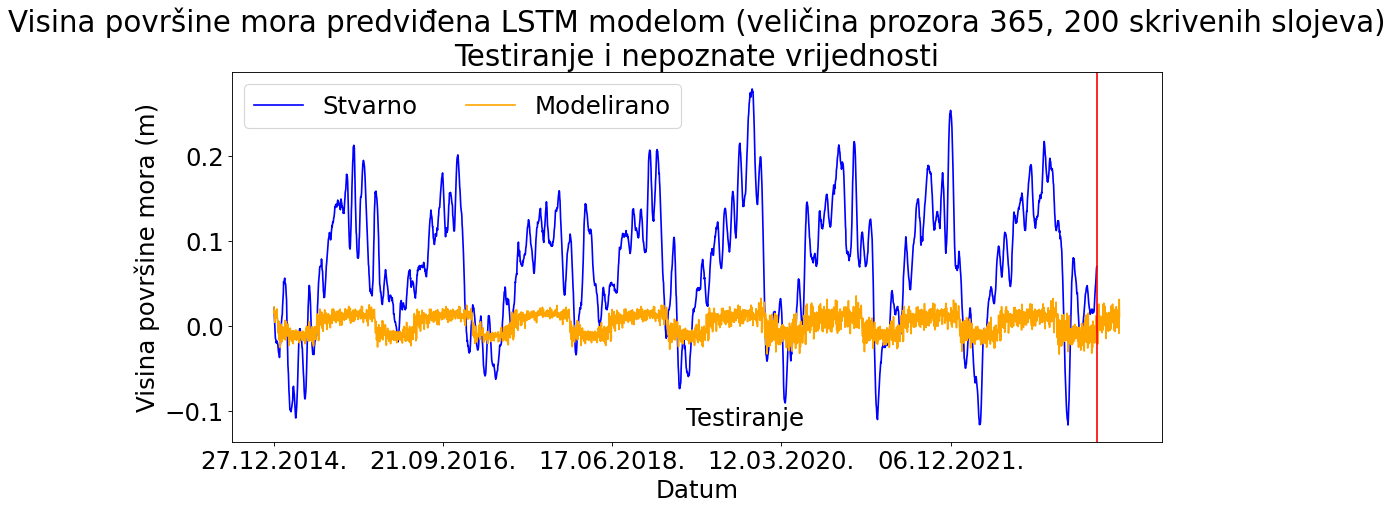 Visina površine mora predviđena LSTM modelom (veličina prozora 365, 200 skrivenih slojeva)
Testiranje i nepoznate vrijednosti
Stvarno
Modelirano
Visina površine mora (m)
0.2
0.1
0.0
−0.1
Testiranje
27.12.2014.
21.09.2016.
17.06.2018.
12.03.2020.
06.12.2021.
Datum